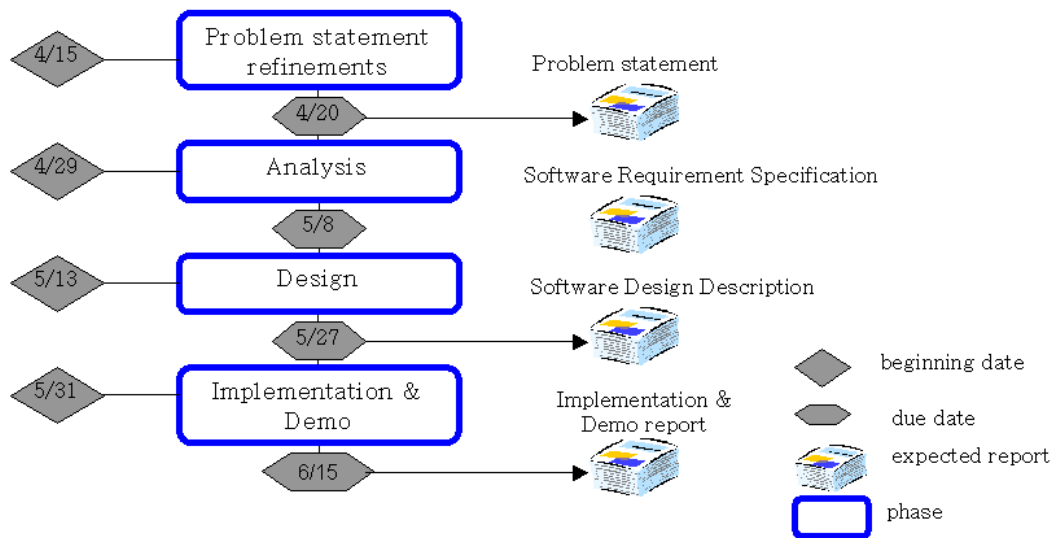 4/15
Problem statement
refinements
Problem statement
4/20
4/29
Analysis
Software Requirement Specification
5/8
5/13
Design
Software Design Description
5/27
5/31
Implementation &
Demo
Implementation &
Demo report
6/15
beginning date
due date
expected report
phase